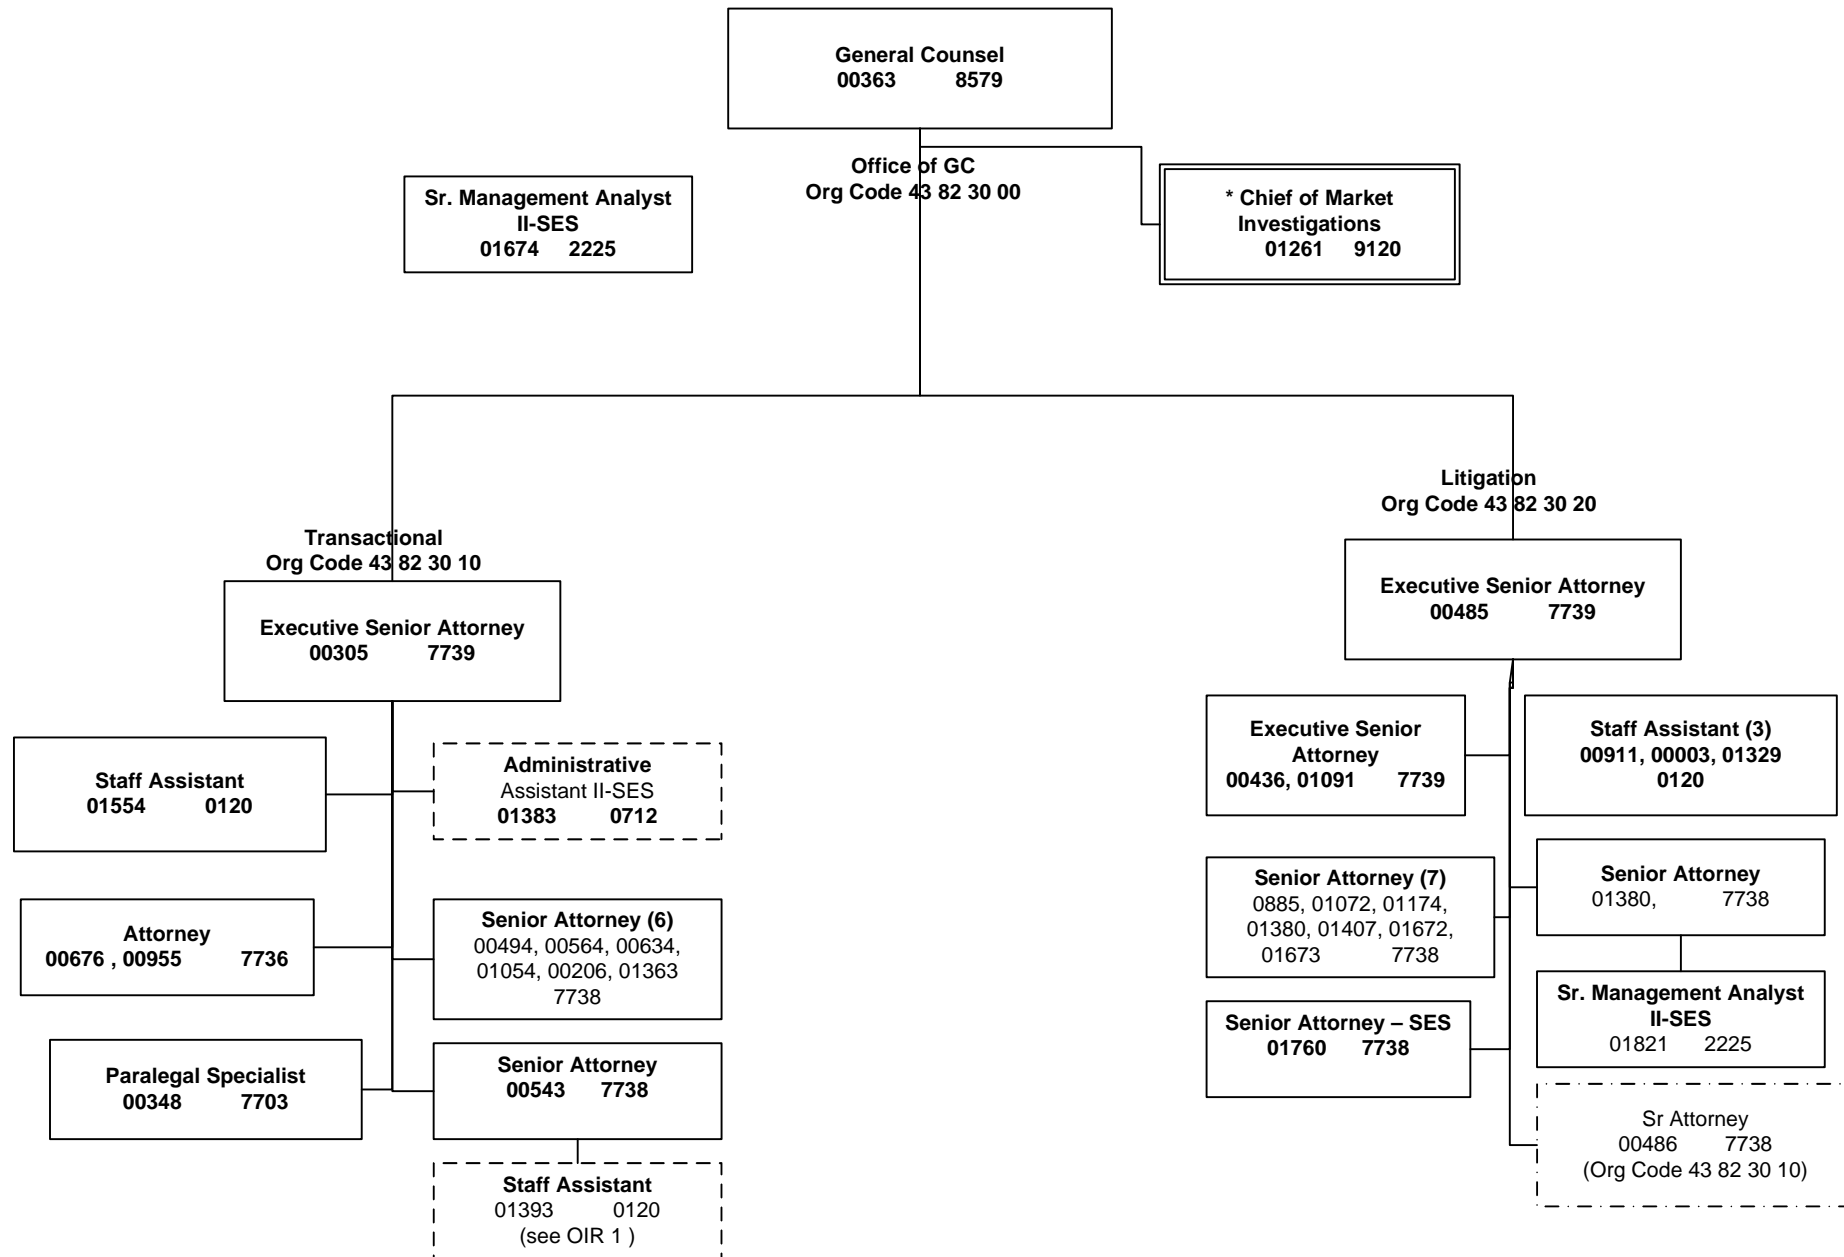 General Counsel
00363 8579
Office of GC
Org Code 43 82 30 00
Sr. Management Analyst
II-SES
01674 2225
* Chief of Market
Investigations
01261 9120
Transactional
Org Code 43 82 30 10
Executive Senior Attorney
00305 7739
Staff Assistant
01554 0120
Administrative
Assistant II-SES
01383 0712
Attorney
00676 , 00955 7736
Senior Attorney (6)
00494, 00564, 00634,
01054, 00206, 01363
7738
Paralegal Specialist
00348 7703
Senior Attorney
00543 7738
Staff Assistant
01393 0120
(see OIR 1 )
Litigation
Org Code 43 82 30 20
Executive Senior Attorney
00485 7739
Executive Senior
Attorney
00436, 01091 7739
Staff Assistant (3)
00911, 00003, 01329
0120
Senior Attorney (7)
0885, 01072, 01174,
01380, 01407, 01672,
01673 7738
Senior Attorney
01380, 7738
Senior Attorney – SES
01760 7738
Sr. Management Analyst
II-SES
01821 2225
Sr Attorney
00486 7738
(Org Code 43 82 30 10)